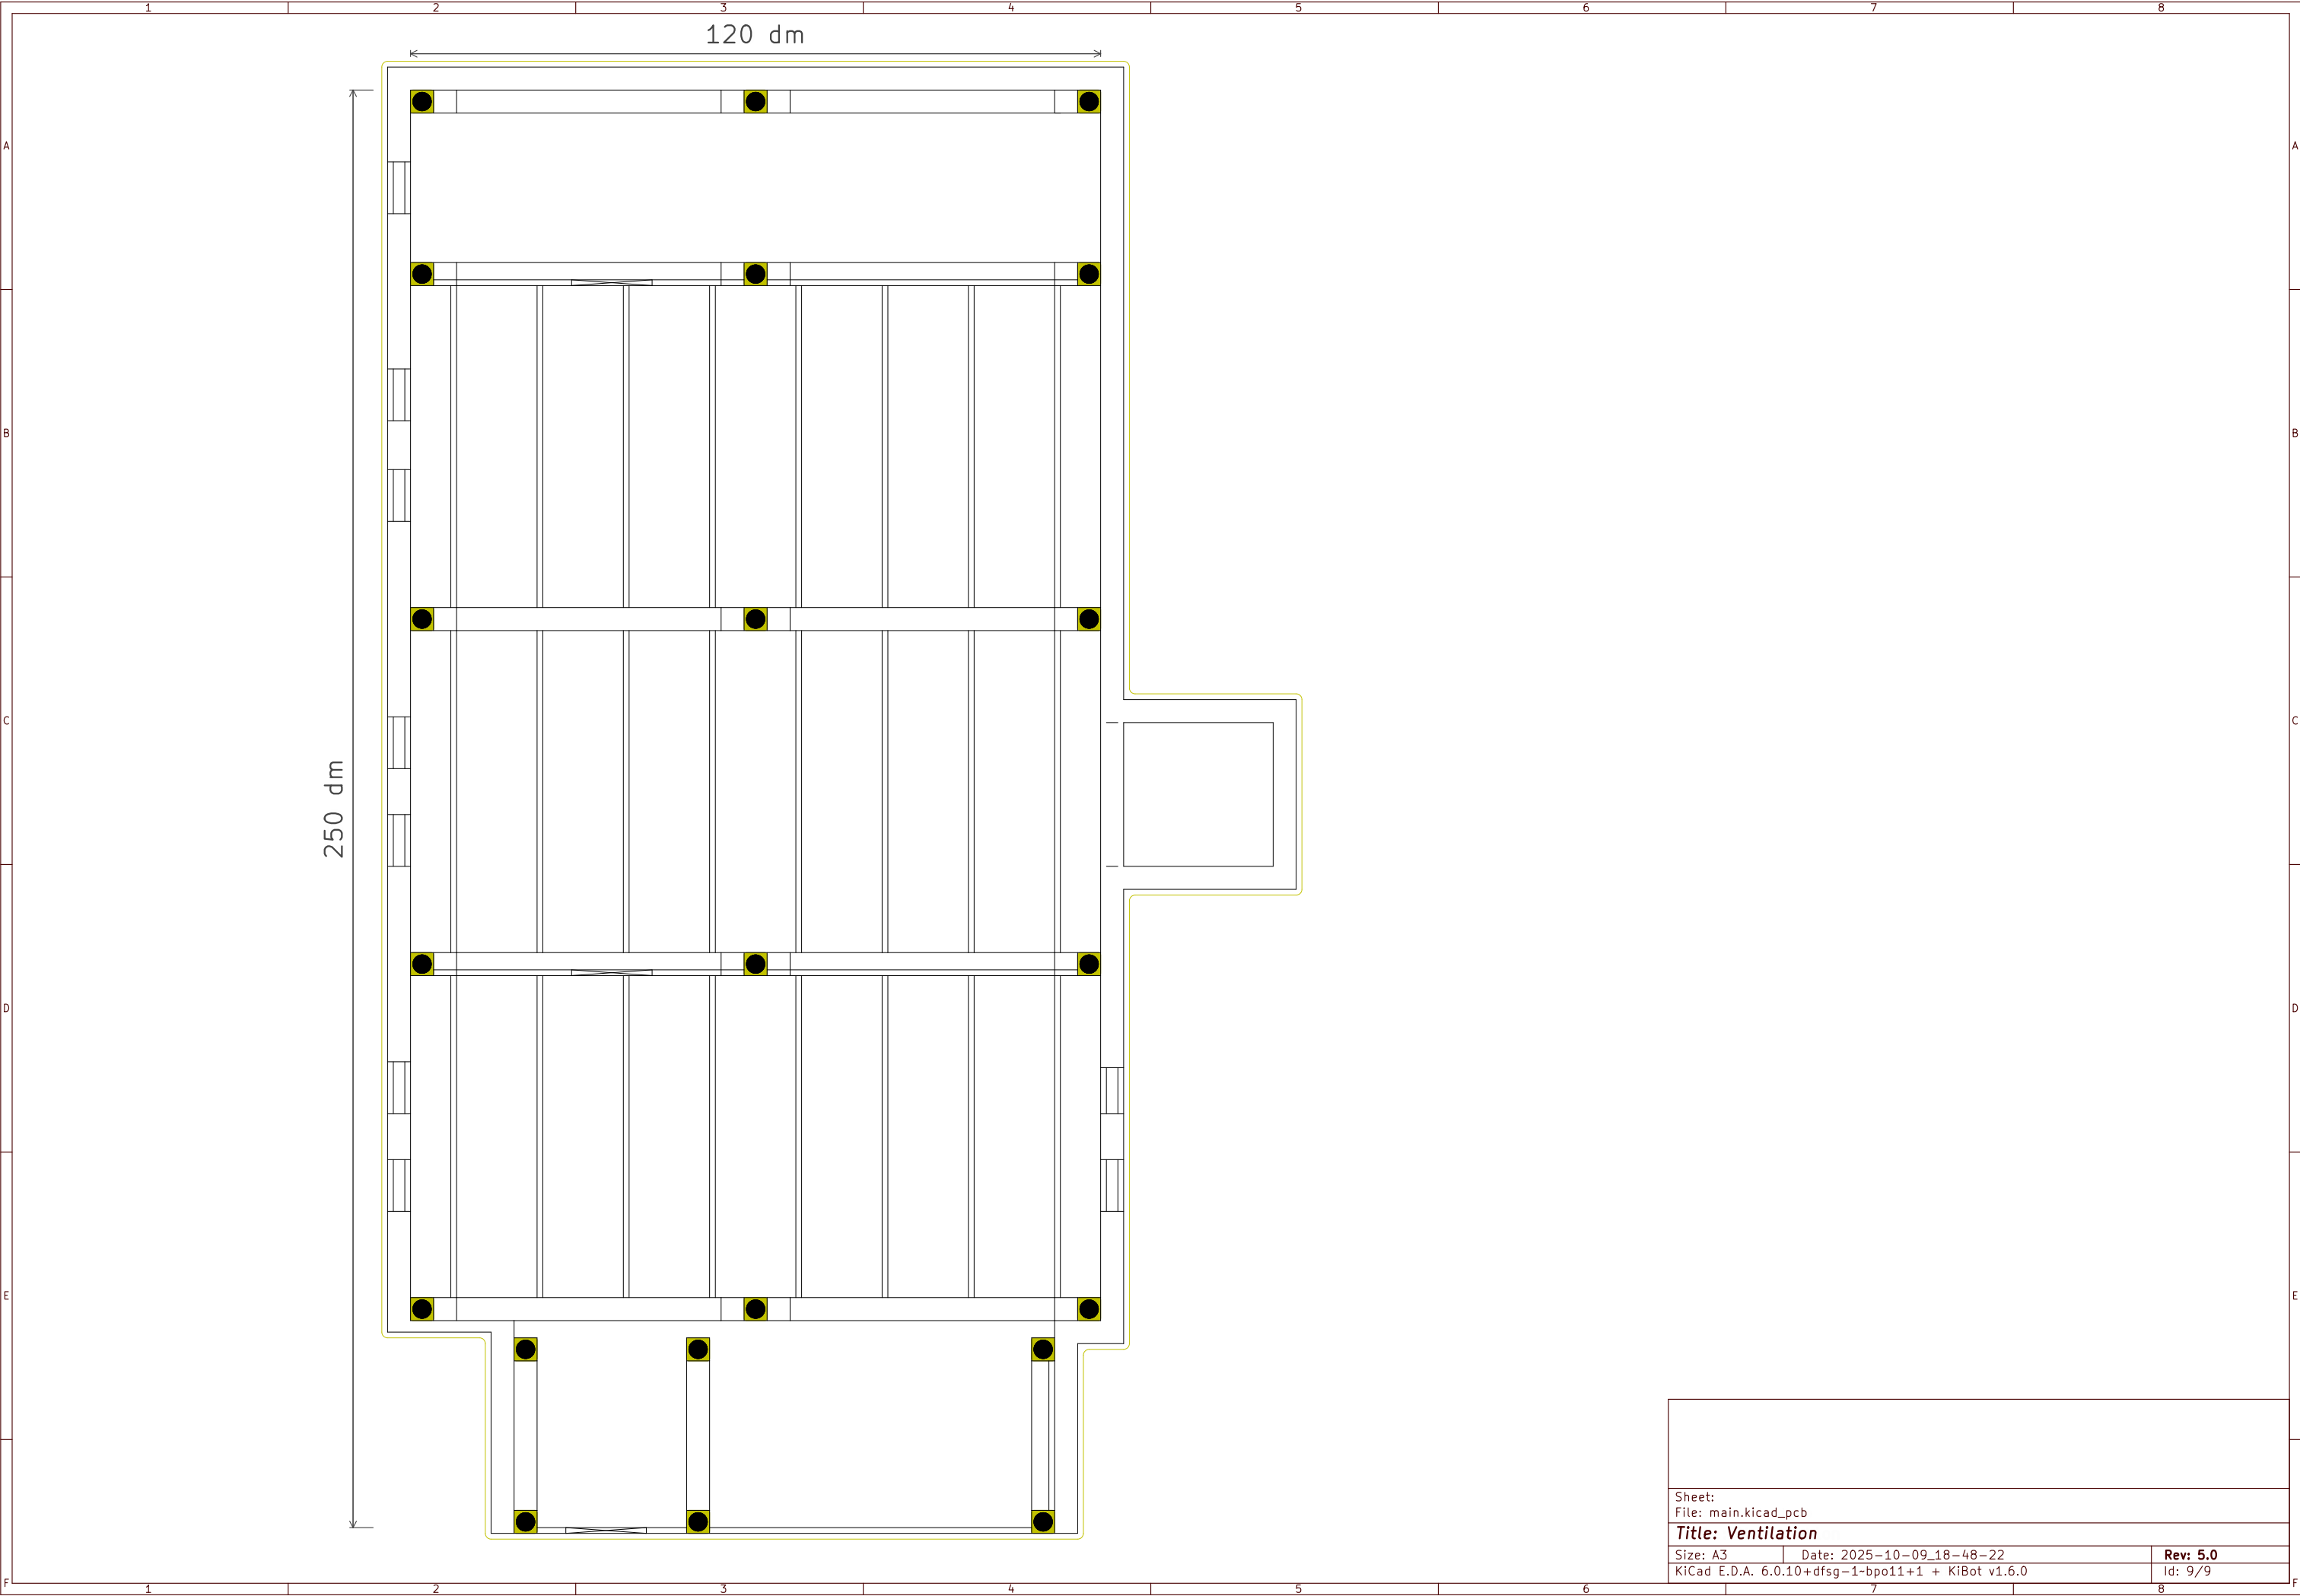 1 2 3 4 5 6 7 8
120 dm
A A
B B
C C
250 dm
D D
E E
Sheet:
File: main.kicad_pcb
Title: Ventilation
Size: A3 Date: 2025-10-09_18-48-22 Rev: 5.0
KiCad E.D.A. 6.0.10+dfsg-1~bpo11+1 + KiBot v1.6.0 Id: 9/9
F F
1 2 3 4 5 6 7 8